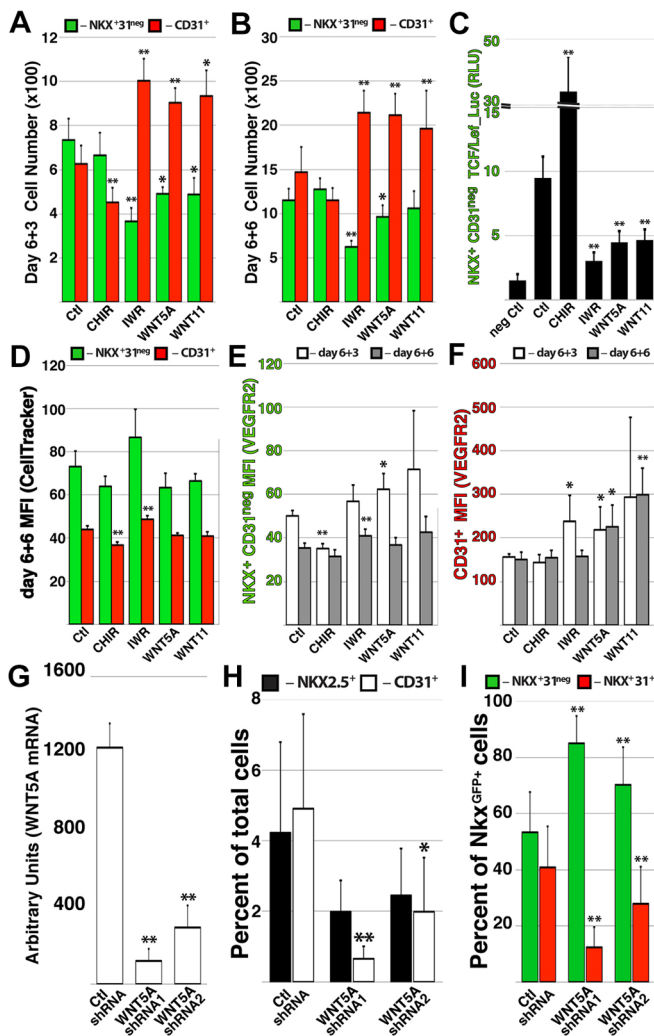 A
– NKX⁺31ⁿᵉᵍ – CD31⁺
Day 6+3 Cell Number (x100)
12
10
8
6
4
2
**
**
**
**
*
*
*
Ctl
CHIR
IWR
WNT5A
WNT11
B
– NKX⁺31ⁿᵉᵍ – CD31⁺
Day 6+6 Cell Number (x100)
30
25
20
15
10
5
**
**
*
**
**
Ctl
CHIR
IWR
WNT5A
WNT11
C
NKX⁺ CD31ⁿᵉᵍ TCF/Lef_Luc (RLU)
50
30
15
10
5
**
**
**
**
neg Ctl
Ctl
CHIR
IWR
WNT5A
WNT11
D
– NKX⁺31ⁿᵉᵍ – CD31⁺
day 6+6 MFI (CellTracker)
120
100
80
60
40
20
**
**
Ctl
CHIR
IWR
WNT5A
WNT11
E
– day 6+3 – day 6+6
NKX⁺ CD31ⁿᵉᵍ MFI (VEGFR2)
120
100
80
60
40
20
**
**
*
Ctl
CHIR
IWR
WNT5A
WNT11
F
– day 6+3 – day 6+6
CD31⁺ MFI (VEGFR2)
600
500
400
300
200
100
*
*
*
**
Ctl
CHIR
IWR
WNT5A
WNT11
G
Arbitrary Units (WNT5A mRNA)
1600
1200
800
400
**
**
Ctl
shRNA
WNT5A
shRNA1
WNT5A
shRNA2
H
– NKX2.5⁺ – CD31⁺
Percent of total cells
8
6
4
2
**
*
Ctl
shRNA
WNT5A
shRNA1
WNT5A
shRNA2
I
– NKX⁺31ⁿᵉᵍ – NKX⁺31⁺
Percent of Nkxᴳᶠᴾ⁺ cells
100
80
60
40
20
**
**
**
**
Ctl
shRNA
WNT5A
shRNA1
WNT5A
shRNA2